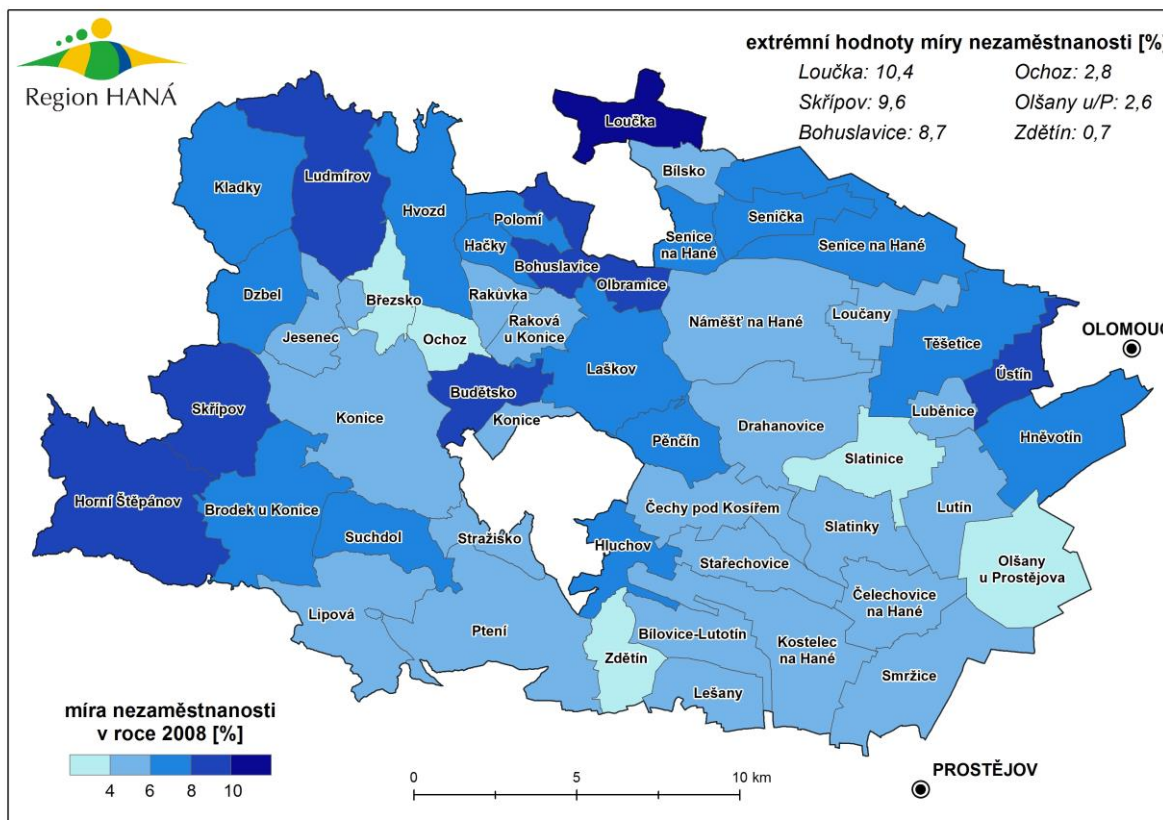 Region HANÁ
extrémní hodnoty míry nezaměstnanosti [%]
Loučka: 10,4 Ochoz: 2,8
Skřípov: 9,6 Olšany u/P: 2,6
Bohuslavice: 8,7 Zdětín: 0,7
Loučka
Bílsko
Ludmírov
Kladky
Hvozd
Polomí
Senička
Hačky
Senice
na Hané
Senice na Hané
Bohuslavice
Olbramice
Dzbel
Březsko
Rakůvka
Raková
u Konice
Náměšť na Hané
Loučany
Jesenec
Ochoz
Těšetice
OLOMOUC
Laškov
Ústín
Skřípov
Budětsko
Konice
Konice
Luběnice
Drahanovice
Pěnčín
Hněvotín
Slatinice
Horní Štěpánov
Brodek u Konice
Čechy pod Kosířem
Lutín
Slatinky
Suchdol
Stražisko
Hluchov
Stařechovice
Olšany
u Prostějova
Čelechovice
na Hané
Lipová
Ptení
Bílovice-Lutotín
Kostelec
na Hané
Zdětín
Smržice
Lešany
míra nezaměstnanosti
v roce 2008 [%]
4 6 8 10
0 5 10 km
PROSTĚJOV